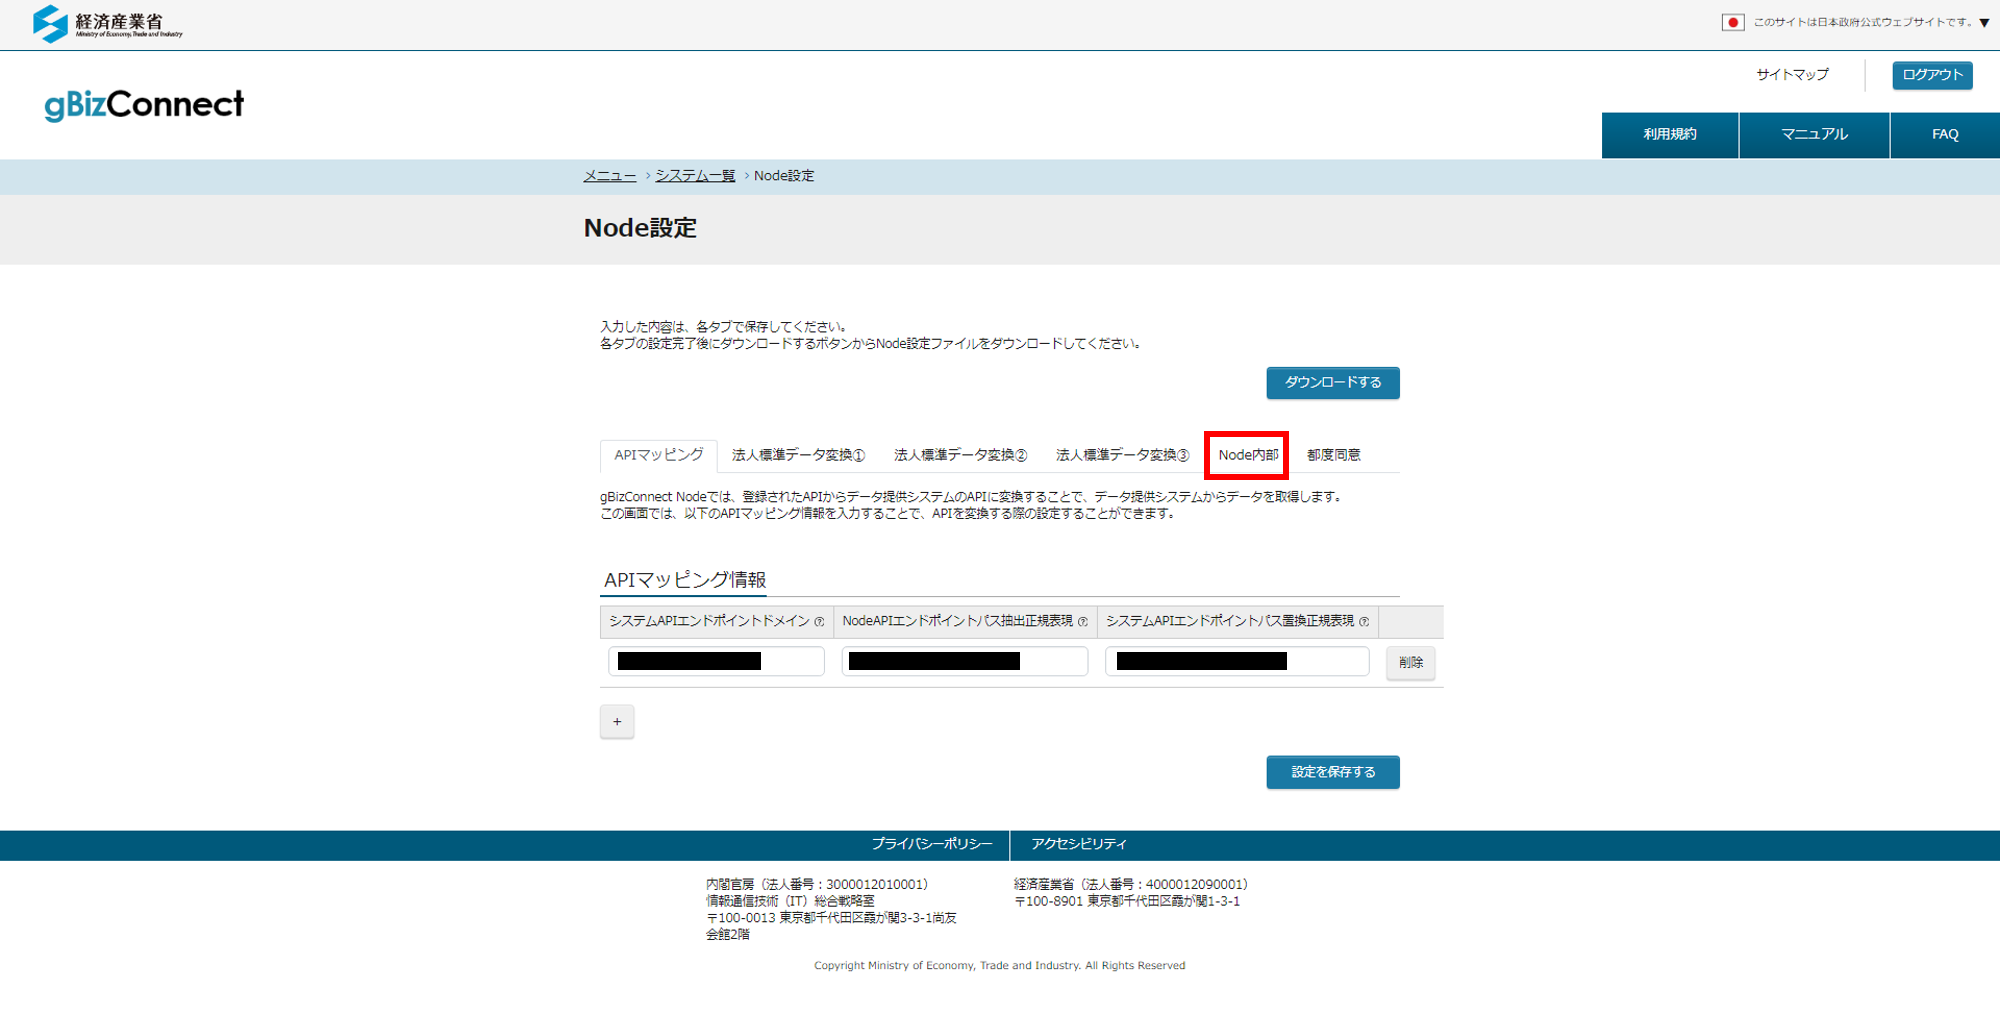 経済産業省
Ministry of Economy, Trade and Industry
このサイトは日本政府公式ウェブサイトです。▼
gBizConnect
サイトマップ
ログアウト
利用規約
マニュアル
FAQ
メニュー › システム一覧 › Node設定
Node設定
入力した内容は、各タブで保存してください。
各タブの設定完了後にダウンロードするボタンからNode設定ファイルをダウンロードしてください。
ダウンロードする
APIマッピング 法人標準データ変換① 法人標準データ変換② 法人標準データ変換③ Node内部 都度同意
gBizConnect Nodeでは、登録されたAPIからデータ提供システムのAPIに変換することで、データ提供システムからデータを取得します。
この画面では、以下のAPIマッピング情報を入力することで、APIを変換する際の設定することができます。
APIマッピング情報
システムAPIエンドポイントドメイン ? NodeAPIエンドポイントパス抽出正規表現 ? システムAPIエンドポイントパス置換正規表現 ?
削除
+
設定を保存する
プライバシーポリシー
アクセシビリティ
内閣官房（法人番号：3000012010001）
情報通信技術（IT）総合戦略室
〒100-0013 東京都千代田区霞が関3-3-1尚友
会館2階
経済産業省（法人番号：4000012090001）
〒100-8901 東京都千代田区霞が関1-3-1
Copyright Ministry of Economy, Trade and Industry. All Rights Reserved